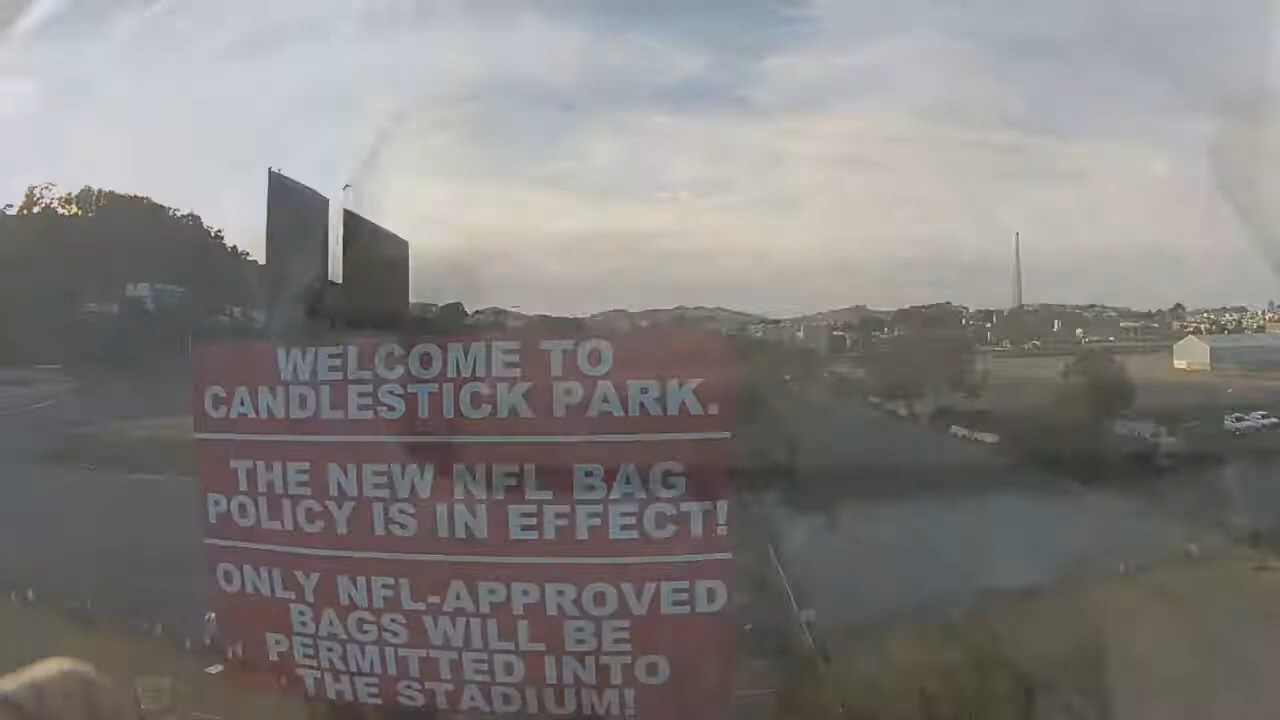 WELCOME TO
CANDLESTICK PARK.
THE NEW NFL BAG
POLICY IS IN EFFECT!
ONLY NFL-APPROVED
BAGS WILL BE
PERMITTED INTO
THE STADIUM!